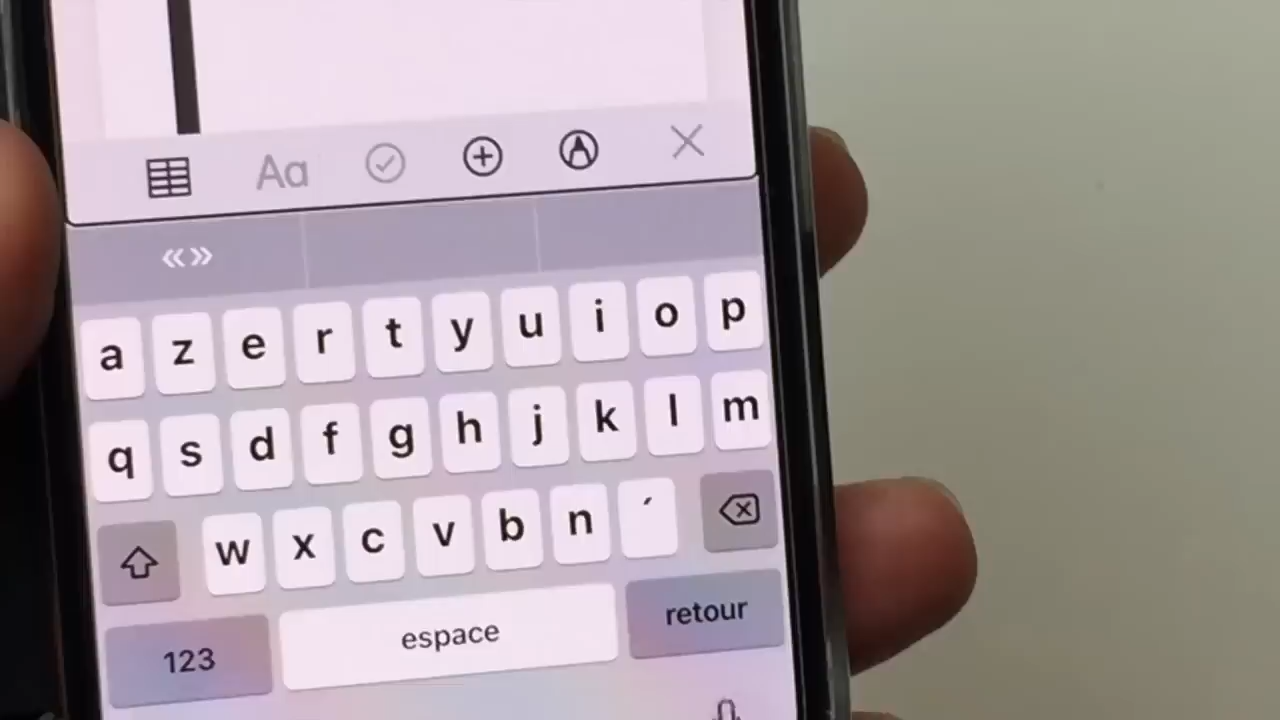 Aa
«»
a z e r t y u i o p
q s d f g h j k l m
w x c v b n ´
123 espace retour